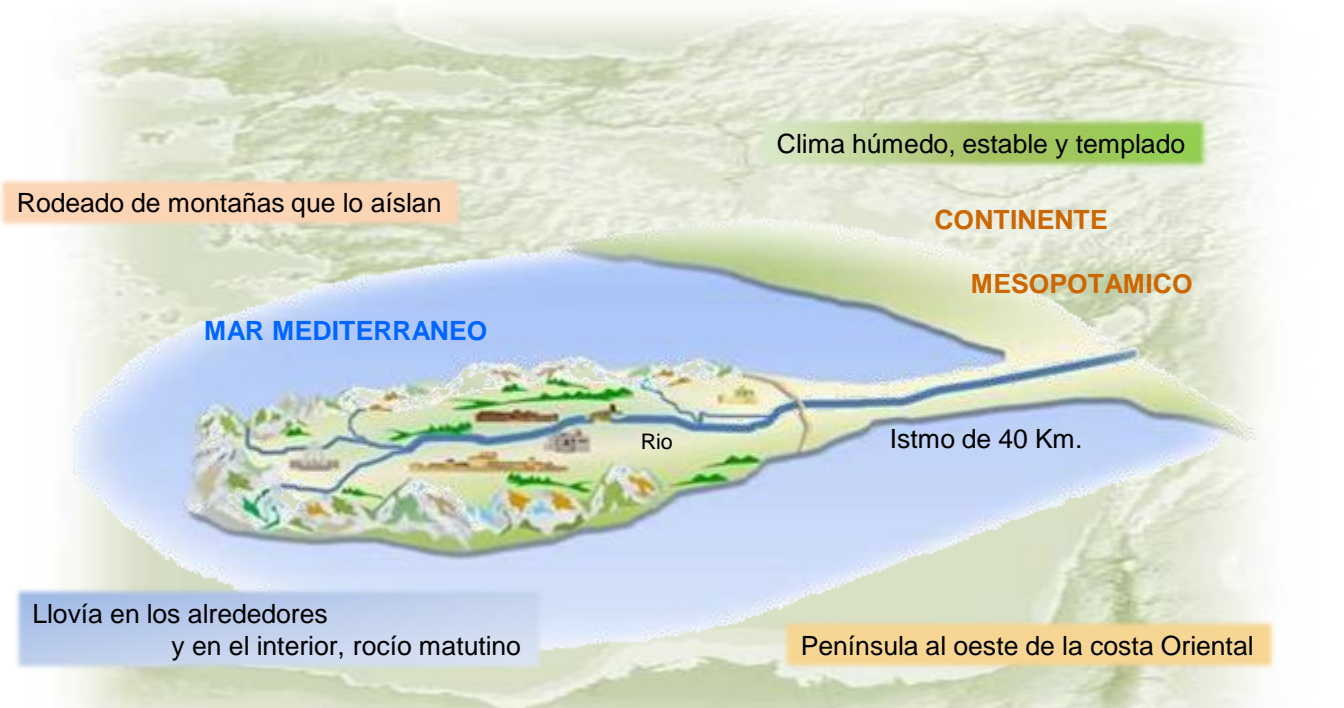 Clima húmedo, estable y templado
Rodeado de montañas que lo aíslan
CONTINENTE
MESOPOTAMICO
MAR MEDITERRANEO
Rio
Istmo de 40 Km.
Llovía en los alrededores
y en el interior, rocío matutino
Península al oeste de la costa Oriental